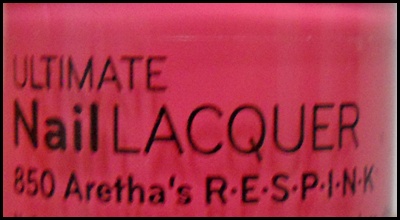 ULTIMATE
Nail LACQUER
850 Aretha's R·E·S·P·I·N·K